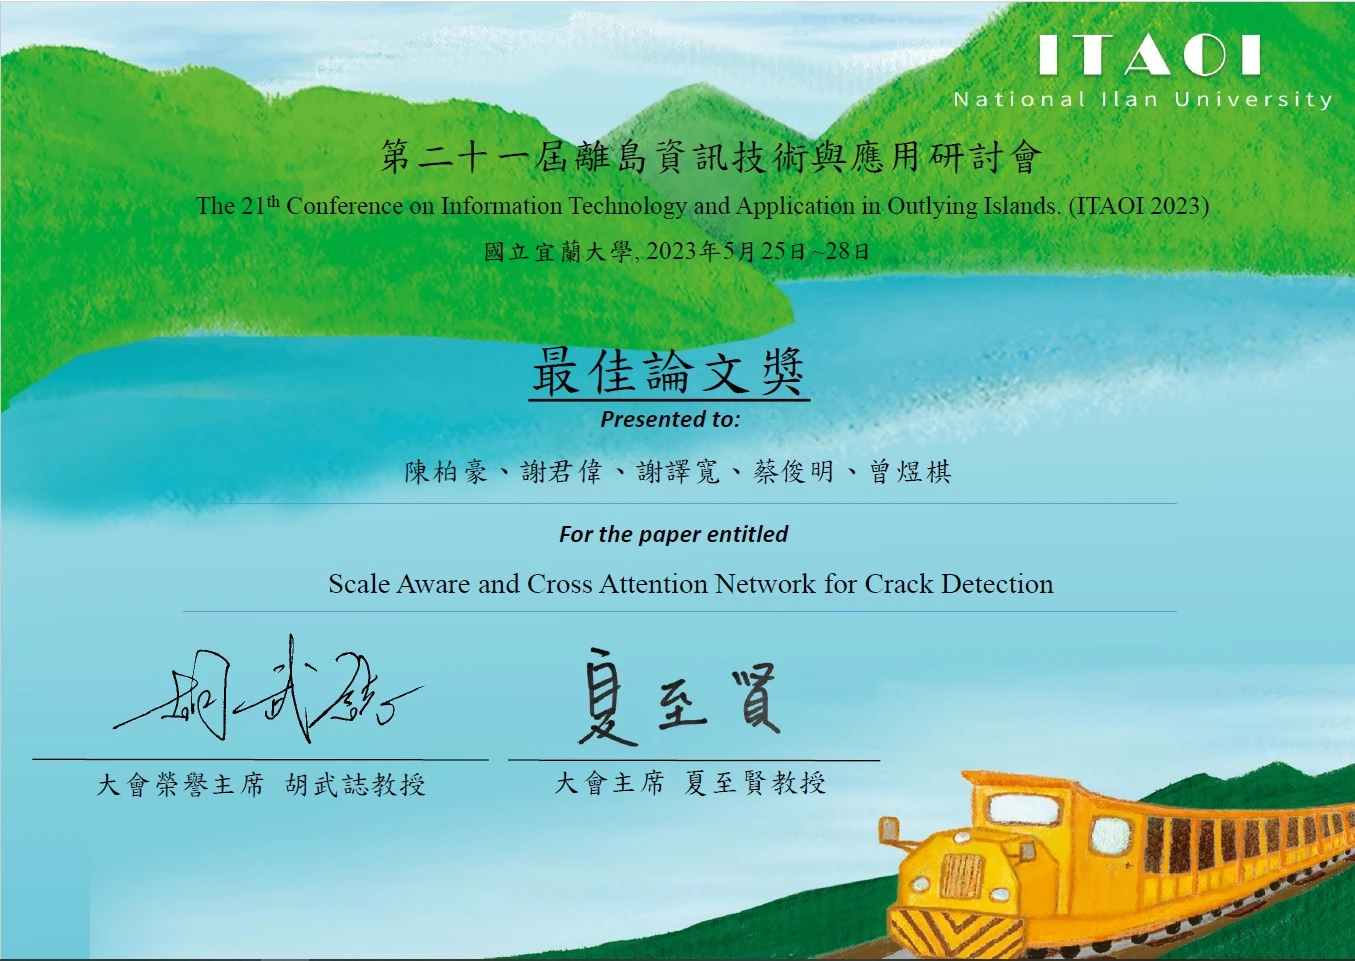 ITAOI
National Ilan University
第二十一屆離島資訊技術與應用研討會
The 21th Conference on Information Technology and Application in Outlying Islands. (ITAOI 2023)
國立宜蘭大學, 2023年5月25日~28日
最佳論文獎
Presented to:
陳柏豪、謝君偉、謝譯寬、蔡俊明、曾煜棋
For the paper entitled
Scale Aware and Cross Attention Network for Crack Detection
胡武誌 夏至賢
大會榮譽主席 胡武誌教授 大會主席 夏至賢教授